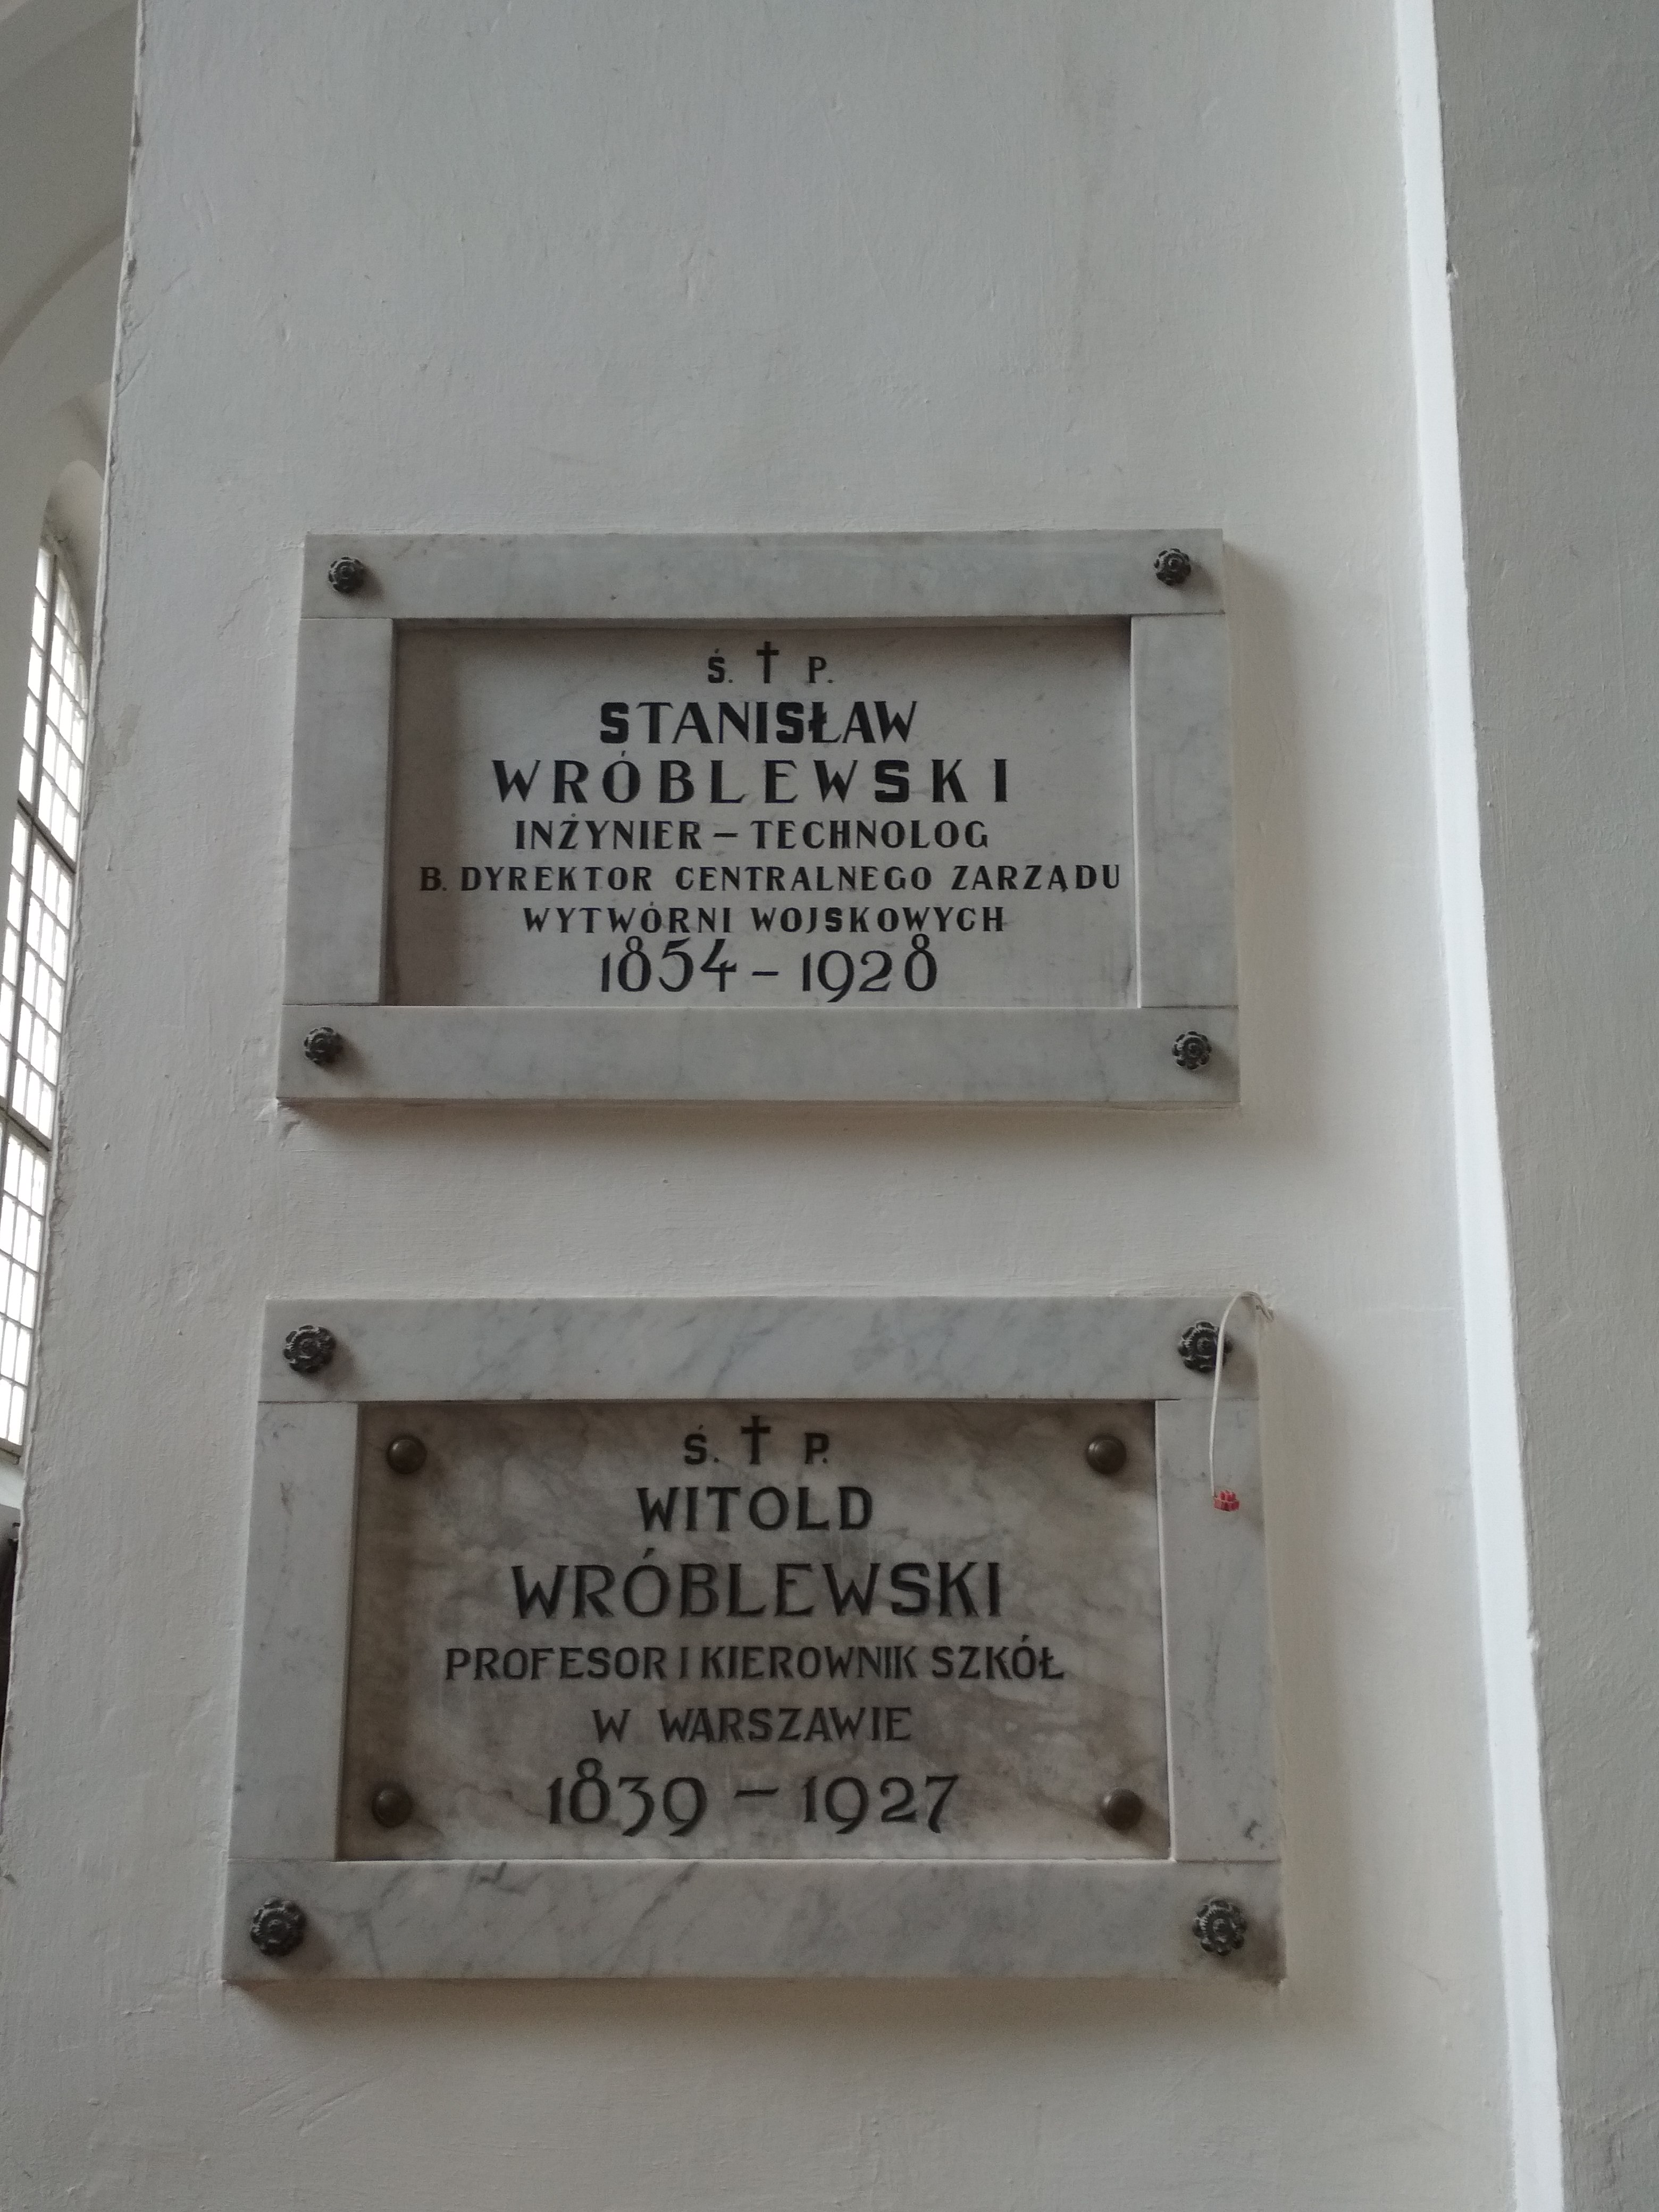 Ś. † P.
STANISŁAW
WRÓBLEWSKI
INŻYNIER – TECHNOLOG
B. DYREKTOR CENTRALNEGO ZARZĄDU
WYTWÓRNI WOJSKOWYCH
1854 – 1928
Ś. † P.
WITOLD
WRÓBLEWSKI
PROFESOR I KIEROWNIK SZKÓŁ
W WARSZAWIE
1839 – 1927